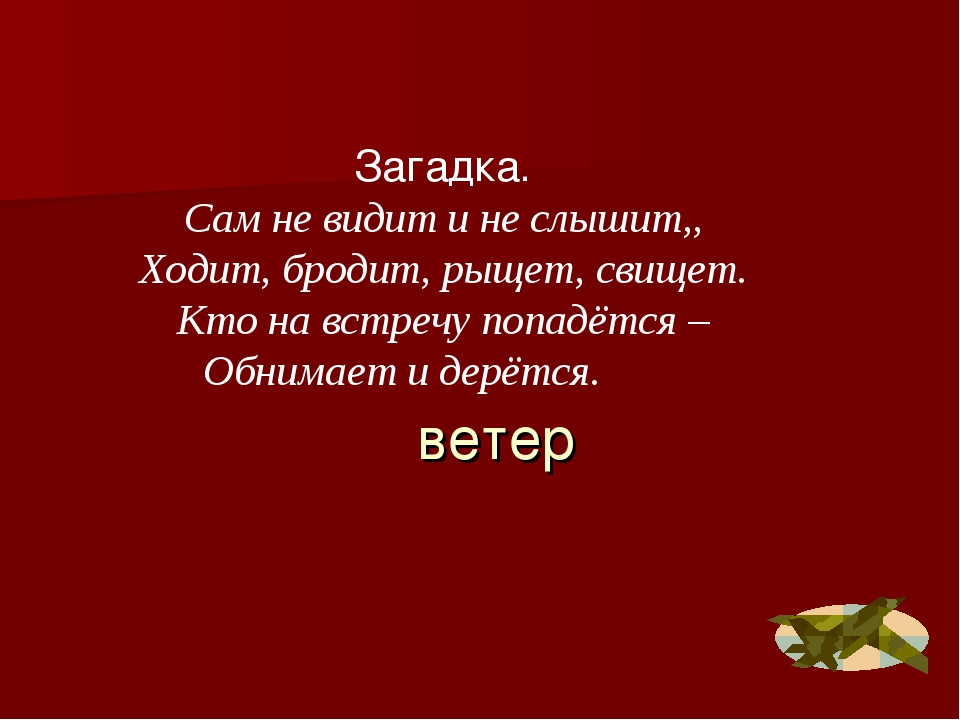 Загадка.
Сам не видит и не слышит,,
Ходит, бродит, рыщет, свищет.
Кто на встречу попадётся –
Обнимает и дерётся.
ветер